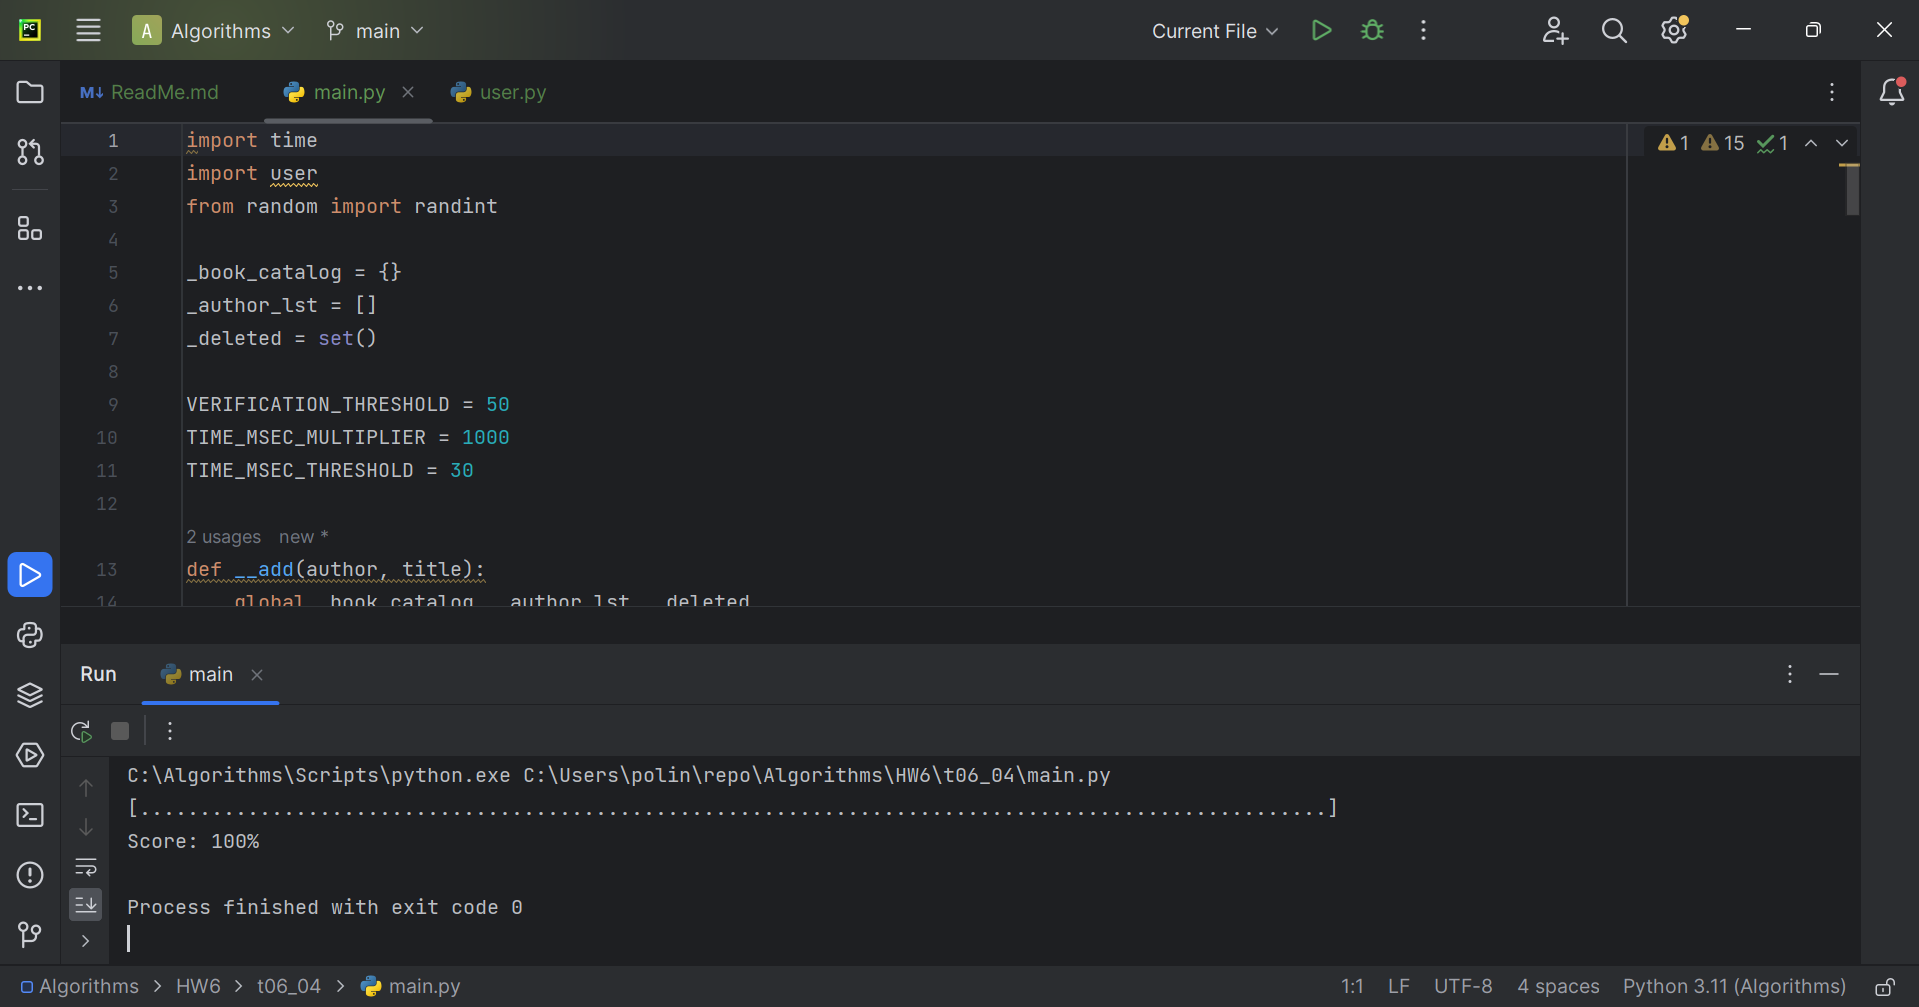 PC
A Algorithms main Current File
M↓ ReadMe.md main.py user.py
1 import time
1 15 1
2 import user
3 from random import randint
4
5 _book_catalog = {}
6 _author_lst = []
7 _deleted = set()
8
9 VERIFICATION_THRESHOLD = 50
10 TIME_MSEC_MULTIPLIER = 1000
11 TIME_MSEC_THRESHOLD = 30
12
2 usages new *
13 def __add(author, title):
14 global _book_catalog, _author_lst, _deleted
Run main
C:\Algorithms\Scripts\python.exe C:\Users\polin\repo\Algorithms\HW6\t06_04\main.py
[...................................................................................................]
Score: 100%
Process finished with exit code 0
Algorithms > HW6 > t06_04 > main.py 1:1 LF UTF-8 4 spaces Python 3.11 (Algorithms)